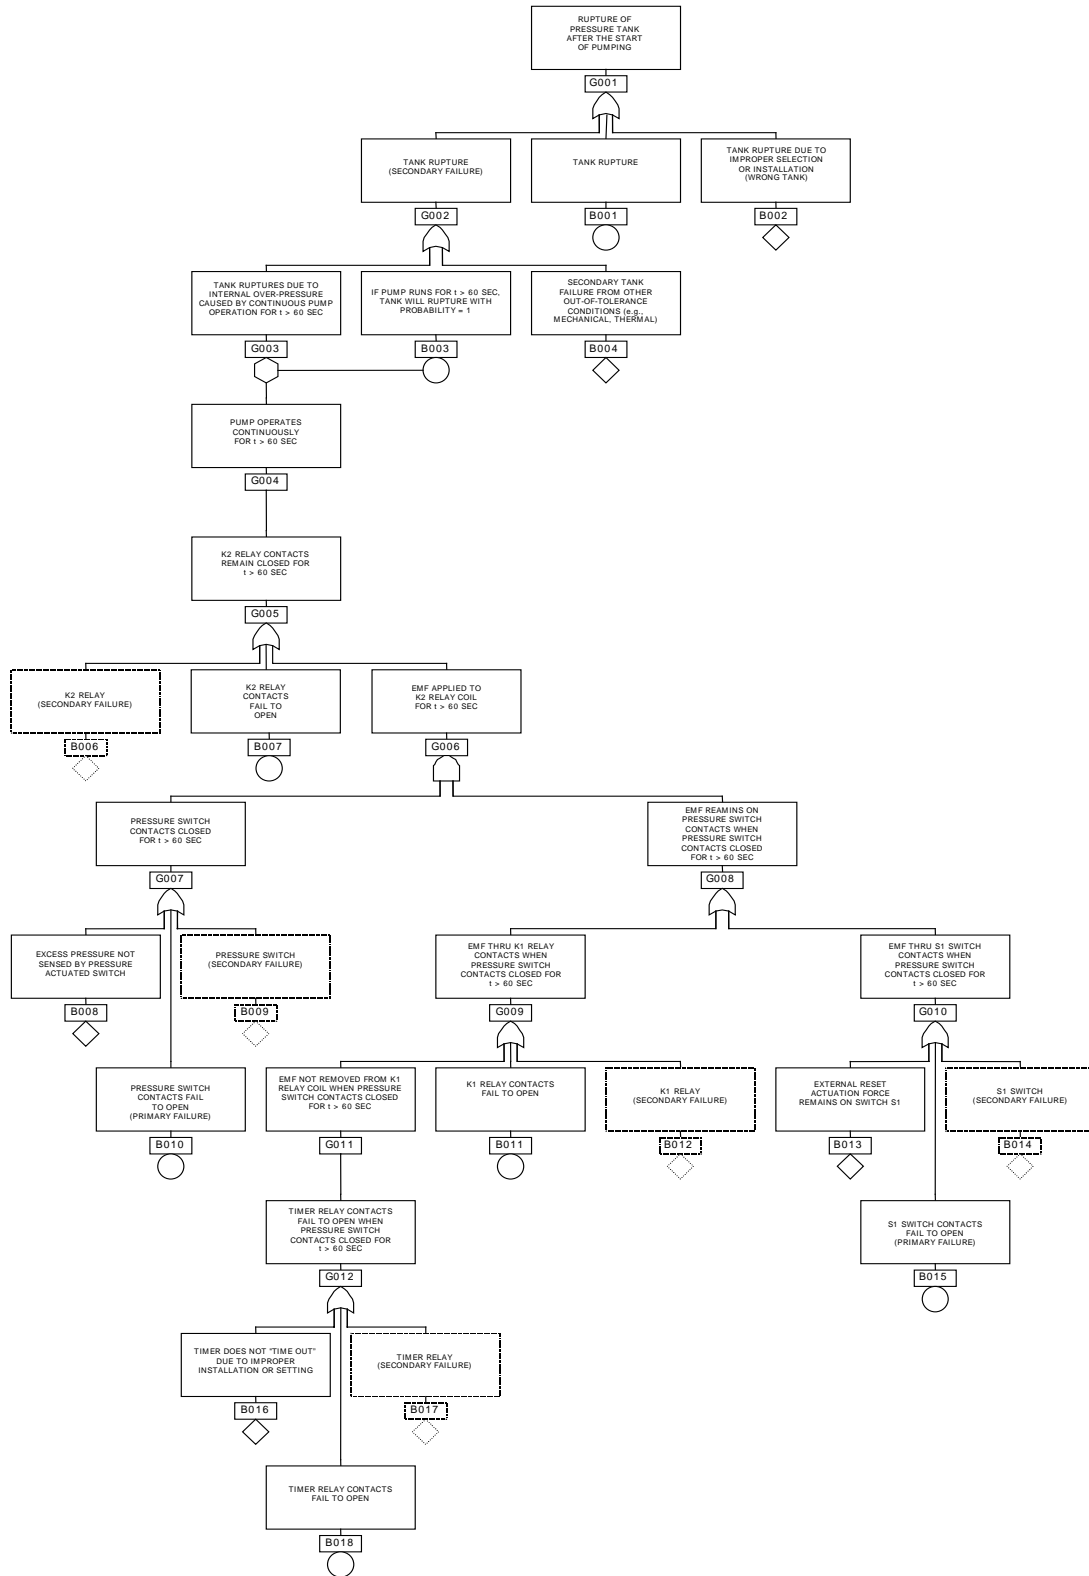 RUPTURE OF
PRESSURE TANK
AFTER THE START
OF PUMPING
G001
TANK RUPTURE
(SECONDARY FAILURE)
G002
TANK RUPTURE
B001
TANK RUPTURE DUE TO
IMPROPER SELECTION
OR INSTALLATION
(WRONG TANK)
B002
TANK RUPTURES DUE TO
INTERNAL OVER-PRESSURE
CAUSED BY CONTINUOUS PUMP
OPERATION FOR t > 60 SEC
G003
IF PUMP RUNS FOR t > 60 SEC,
TANK WILL RUPTURE WITH
PROBABILITY = 1
B003
SECONDARY TANK
FAILURE FROM OTHER
OUT-OF-TOLERANCE
CONDITIONS (e.g.,
MECHANICAL, THERMAL)
B004
PUMP OPERATES
CONTINUOUSLY
FOR t > 60 SEC
G004
K2 RELAY CONTACTS
REMAIN CLOSED FOR
t > 60 SEC
G005
K2 RELAY
(SECONDARY FAILURE)
B006
K2 RELAY
CONTACTS
FAIL TO
OPEN
B007
EMF APPLIED TO
K2 RELAY COIL
FOR t > 60 SEC
G006
PRESSURE SWITCH
CONTACTS CLOSED
FOR t > 60 SEC
G007
EMF REAMINS ON
PRESSURE SWITCH
CONTACTS WHEN
PRESSURE SWITCH
CONTACTS CLOSED
FOR t > 60 SEC
G008
EXCESS PRESSURE NOT
SENSED BY PRESSURE
ACTUATED SWITCH
B008
PRESSURE SWITCH
(SECONDARY FAILURE)
B009
EMF THRU K1 RELAY
CONTACTS WHEN
PRESSURE SWITCH
CONTACTS CLOSED FOR
t > 60 SEC
G009
EMF THRU S1 SWITCH
CONTACTS WHEN
PRESSURE SWITCH
CONTACTS CLOSED FOR
t > 60 SEC
G010
PRESSURE SWITCH
CONTACTS FAIL
TO OPEN
(PRIMARY FAILURE)
B010
EMF NOT REMOVED FROM K1
RELAY COIL WHEN PRESSURE
SWITCH CONTACTS CLOSED
FOR t > 60 SEC
G011
K1 RELAY CONTACTS
FAIL TO OPEN
B011
K1 RELAY
(SECONDARY FAILURE)
B012
EXTERNAL RESET
ACTUATION FORCE
REMAINS ON SWITCH S1
B013
S1 SWITCH
(SECONDARY FAILURE)
B014
TIMER RELAY CONTACTS
FAIL TO OPEN WHEN
PRESSURE SWITCH
CONTACTS CLOSED FOR
t > 60 SEC
G012
S1 SWITCH CONTACTS
FAIL TO OPEN
(PRIMARY FAILURE)
B015
TIMER DOES NOT "TIME OUT"
DUE TO IMPROPER
INSTALLATION OR SETTING
B016
TIMER RELAY
(SECONDARY FAILURE)
B017
TIMER RELAY CONTACTS
FAIL TO OPEN
B018